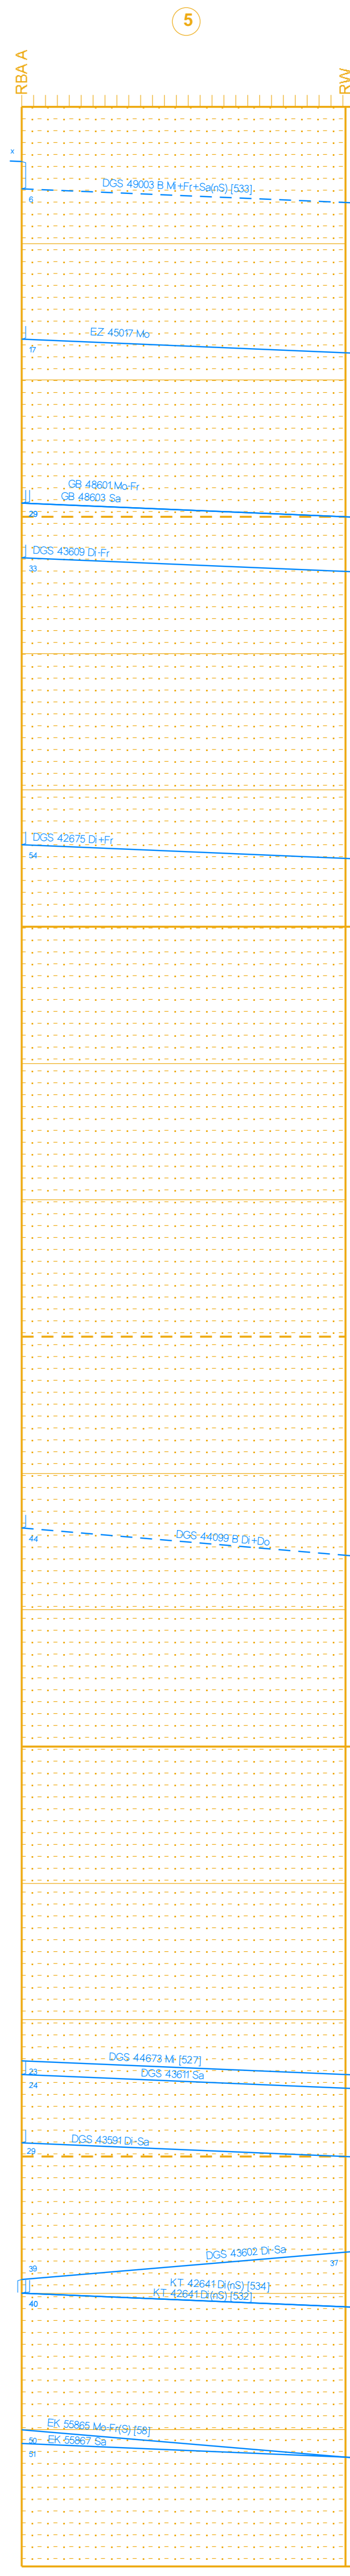 5
RBA A
RW
x
DGS 49003 B Mi+Fr+Sa(nS) [533]
6
EZ 45017 Mo
17
GB 48601 Mo-Fr
GB 48603 Sa
29
DGS 43609 Di-Fr
33
DGS 42675 Di+Fr
54
DGS 44099 B Di+Do
44
DGS 44673 Mi [527]
23
DGS 43611 Sa
24
DGS 43591 Di-Sa
29
DGS 43602 Di-Sa
37
39
KT 42641 Di(nS) [534]
KT 42641 Di(nS) [532]
40
EK 55865 Mo-Fr(S) [58]
50
EK 55867 Sa
51